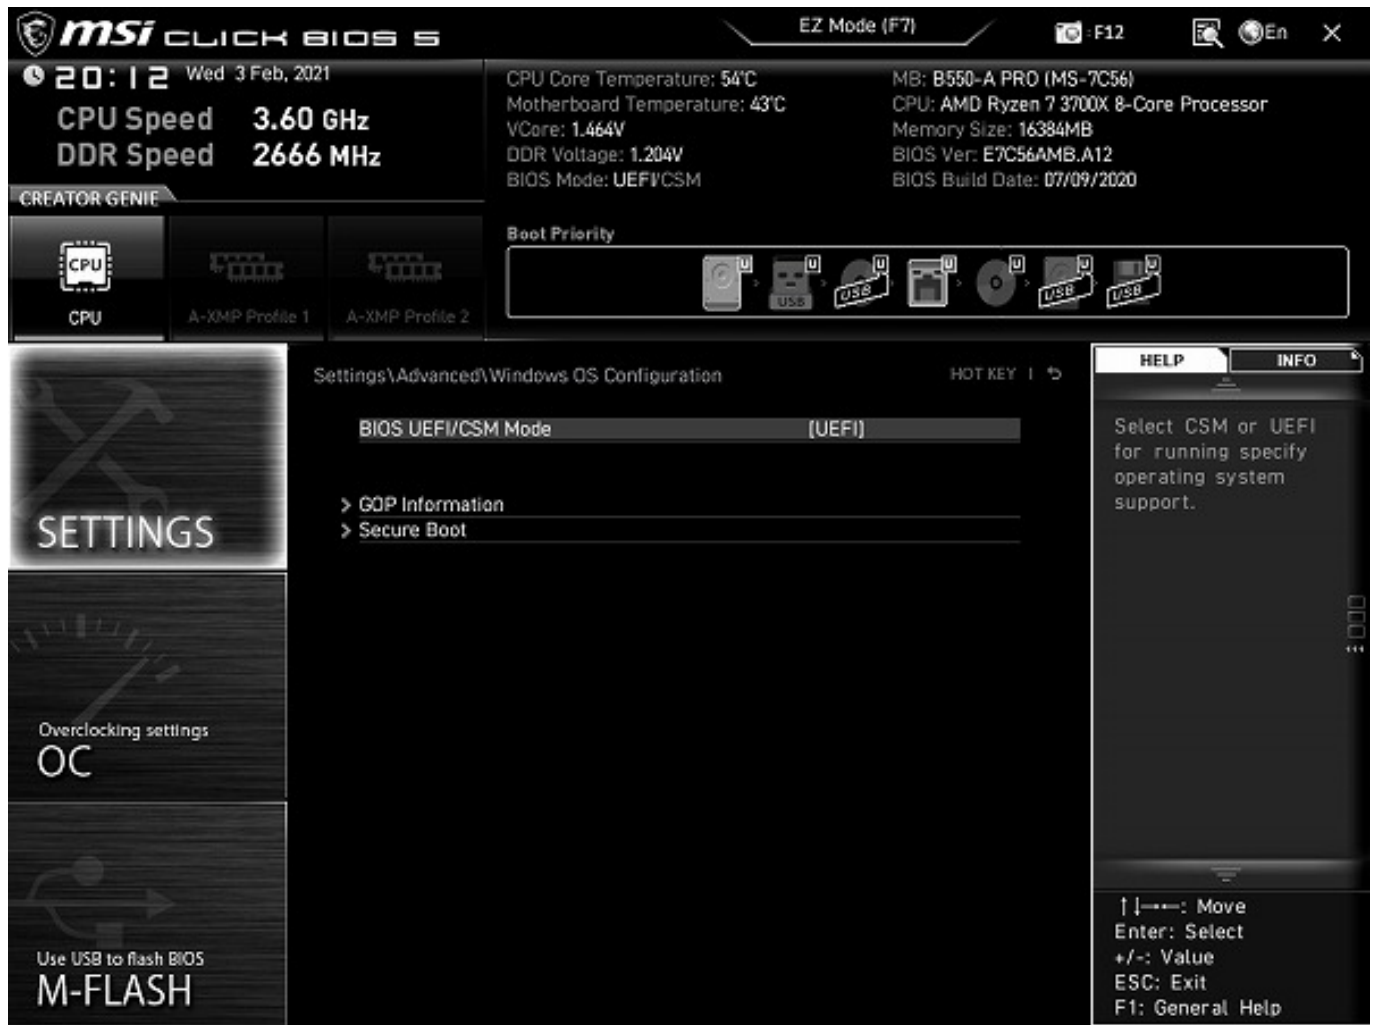 msi CLICK BIOS 5
EZ Mode (F7)
: F12
En
20:12 Wed 3 Feb, 2021
CPU Speed 3.60 GHz
DDR Speed 2666 MHz
CPU Core Temperature: 54°C
Motherboard Temperature: 43°C
VCore: 1.464V
DDR Voltage: 1.204V
BIOS Mode: UEFI/CSM
MB: B550-A PRO (MS-7C56)
CPU: AMD Ryzen 7 3700X 8-Core Processor
Memory Size: 16384MB
BIOS Ver: E7C56AMB.A12
BIOS Build Date: 07/09/2020
CREATOR GENIE
CPU
CPU
A-XMP Profile 1
A-XMP Profile 2
Boot Priority
U U U U U U U
USB USB USB USB
SETTINGS
Overclocking settings
OC
Use USB to flash BIOS
M-FLASH
Settings\Advanced\Windows OS Configuration
HOT KEY |
BIOS UEFI/CSM Mode [UEFI]
> GOP Information
> Secure Boot
HELP
INFO
Select CSM or UEFI
for running specify
operating system
support.
↑↓→←: Move
Enter: Select
+/-: Value
ESC: Exit
F1: General Help